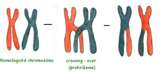 Homologous chromosomes
crossing - over
(prophase I)